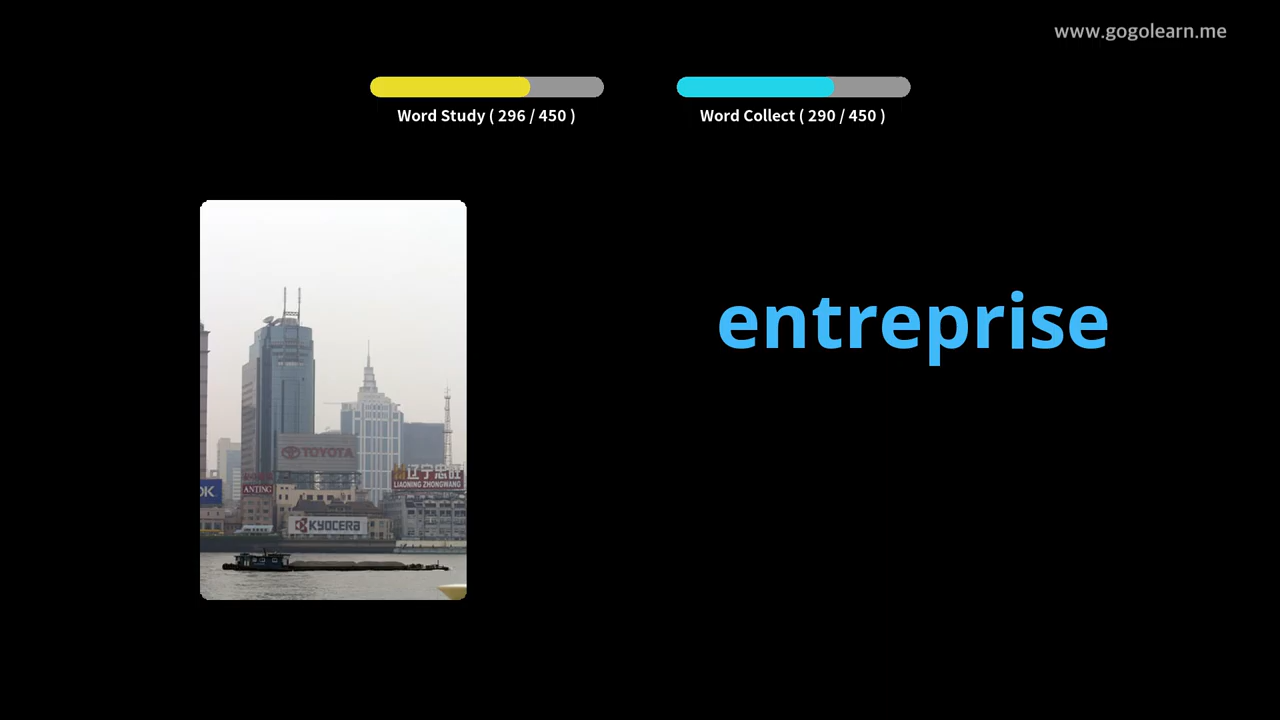 www.gogolearn.me
Word Study ( 296 / 450 )
Word Collect ( 290 / 450 )
entreprise
TOYOTA
辽宁忠旺
LIAONING ZHONGWANG
OK
ANTING
KYOCERA